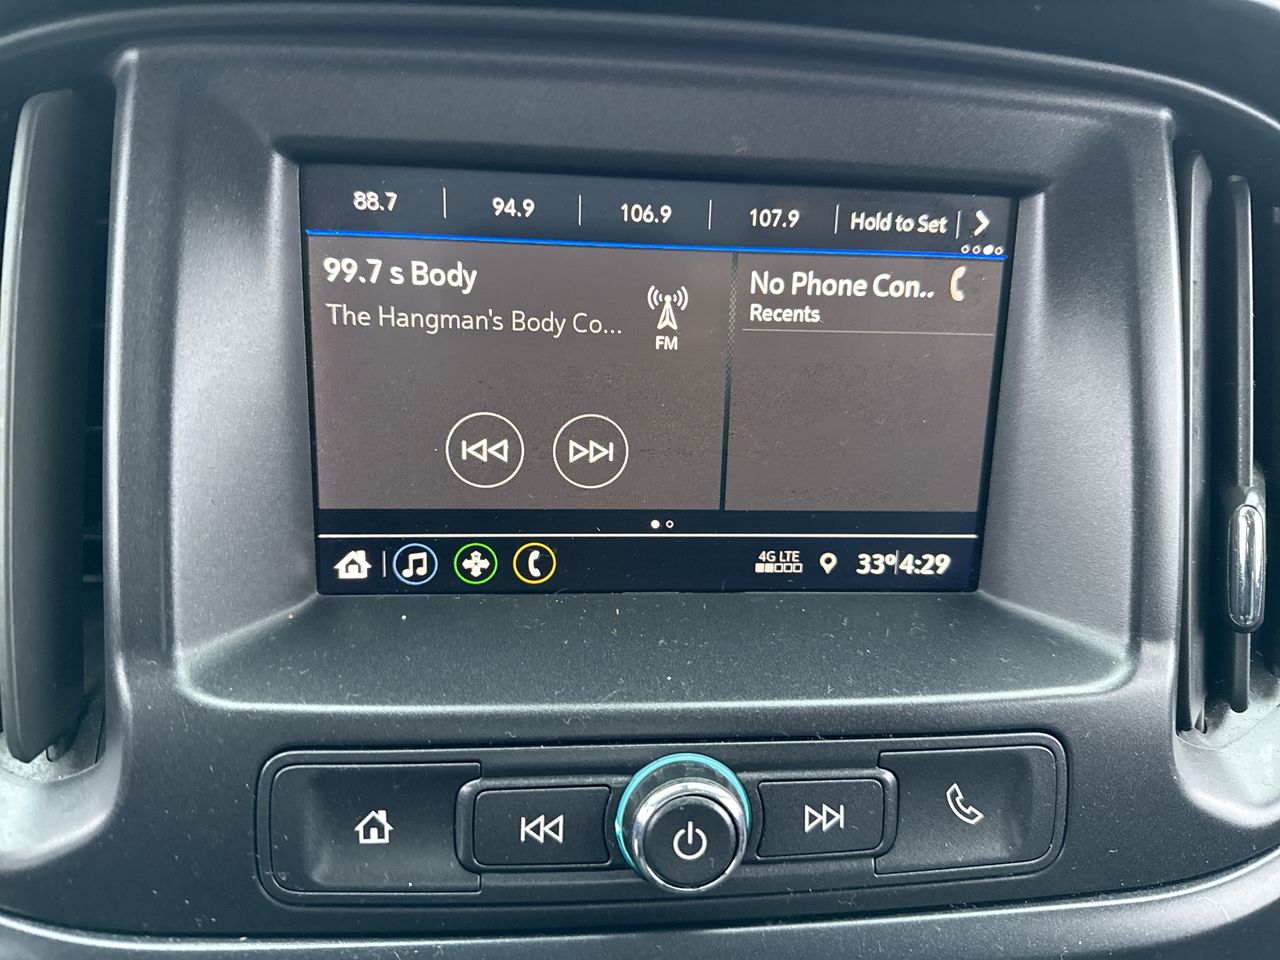 88.7 94.9 106.9 107.9 Hold to Set
99.7 s Body
The Hangman's Body Co...
FM
No Phone Con..
Recents
4G LTE
33° 4:29